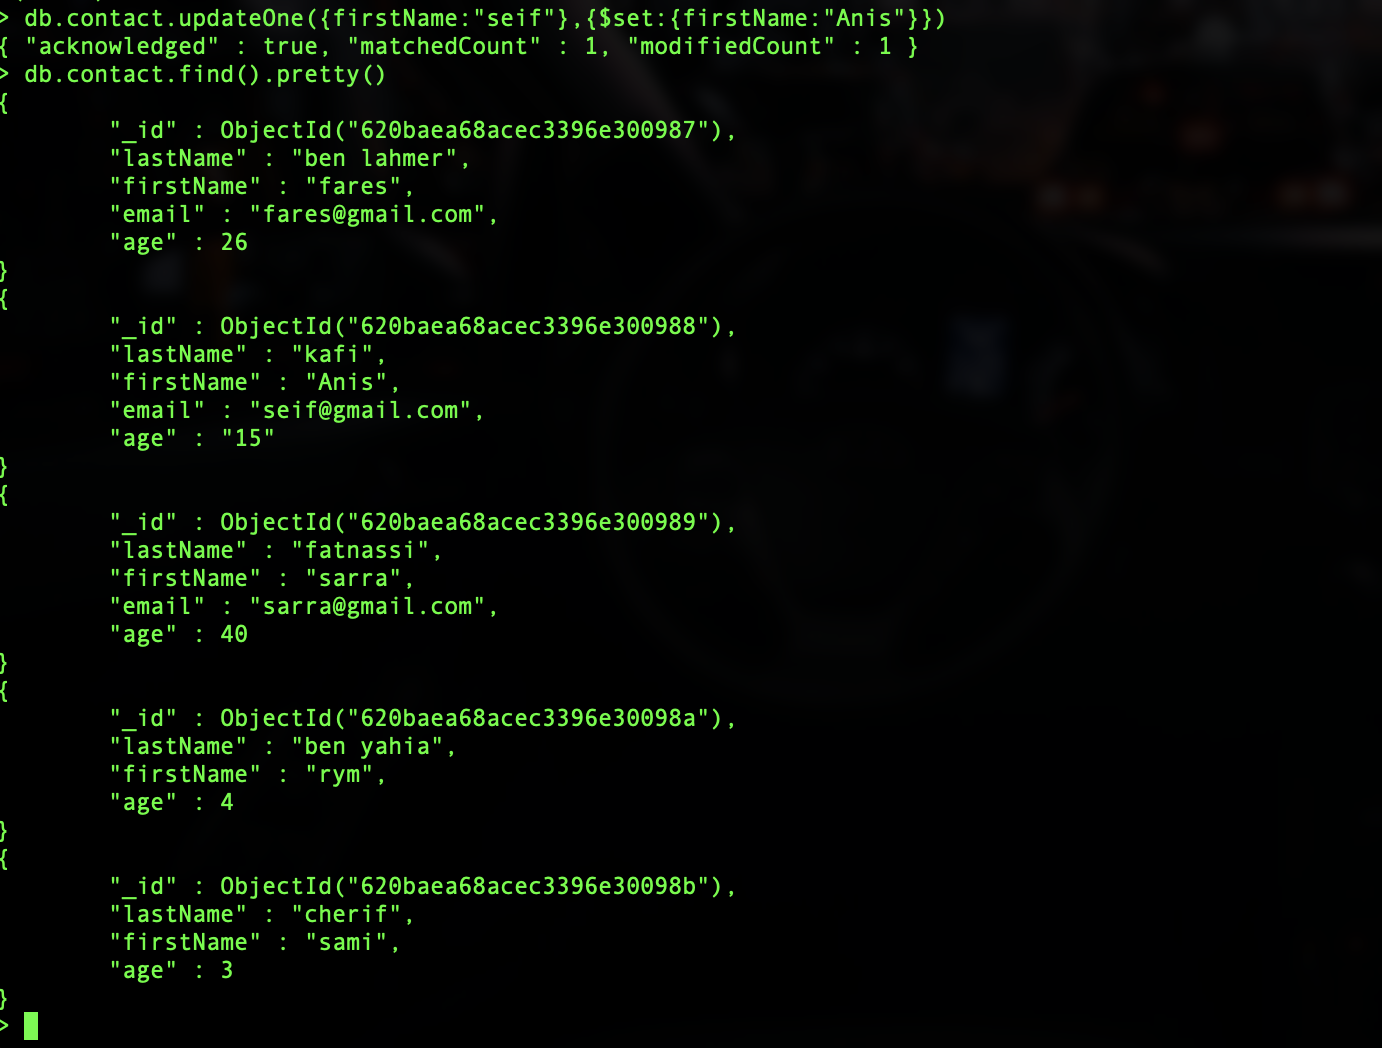 > db.contact.updateOne({firstName:"seif"},{$set:{firstName:"Anis"}})
{ "acknowledged" : true, "matchedCount" : 1, "modifiedCount" : 1 }
> db.contact.find().pretty()
{
"_id" : ObjectId("620baea68acec3396e300987"),
"lastName" : "ben lahmer",
"firstName" : "fares",
"email" : "fares@gmail.com",
"age" : 26
}
{
"_id" : ObjectId("620baea68acec3396e300988"),
"lastName" : "kafi",
"firstName" : "Anis",
"email" : "seif@gmail.com",
"age" : "15"
}
{
"_id" : ObjectId("620baea68acec3396e300989"),
"lastName" : "fatnassi",
"firstName" : "sarra",
"email" : "sarra@gmail.com",
"age" : 40
}
{
"_id" : ObjectId("620baea68acec3396e30098a"),
"lastName" : "ben yahia",
"firstName" : "rym",
"age" : 4
}
{
"_id" : ObjectId("620baea68acec3396e30098b"),
"lastName" : "cherif",
"firstName" : "sami",
"age" : 3
}
>